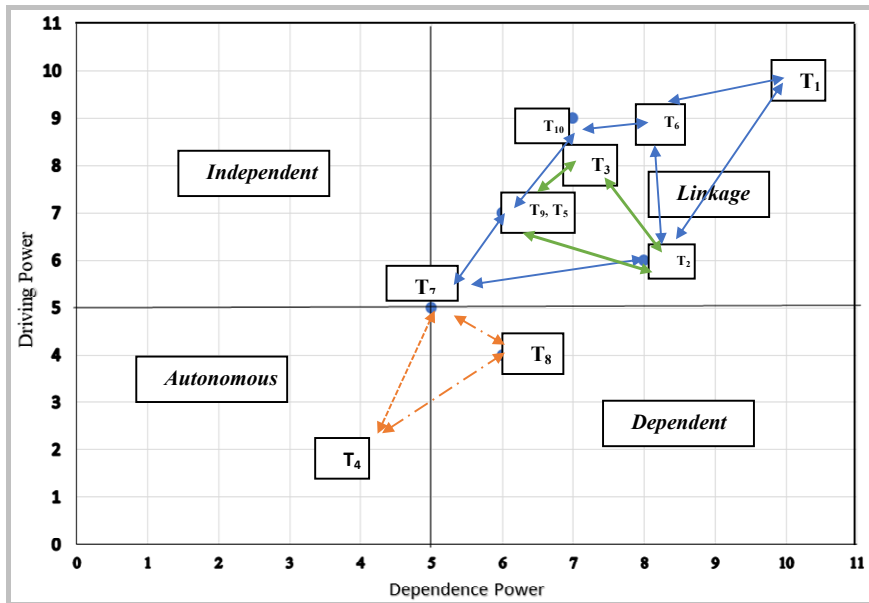 11
10
9
8
7
6
5
4
3
2
1
0
Driving Power
T₁
T₁₀
T₆
T₃
Independent
Linkage
T₉, T₅
T₂
T₇
T₈
Autonomous
Dependent
T₄
0 1 2 3 4 5 6 7 8 9 10 11
Dependence Power